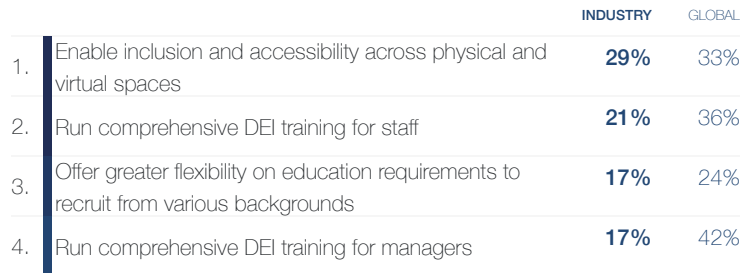 INDUSTRY GLOBAL
1. Enable inclusion and accessibility across physical and virtual spaces 29% 33%
2. Run comprehensive DEI training for staff 21% 36%
3. Offer greater flexibility on education requirements to recruit from various backgrounds 17% 24%
4. Run comprehensive DEI training for managers 17% 42%